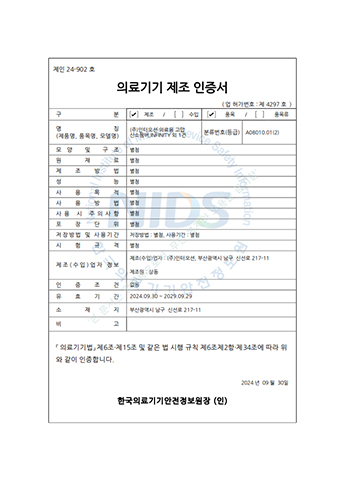 제인 24-902 호
의료기기 제조 인증서
( 업 허가번호 : 제 4297 호 )
구 분 [✓] 제조 / [ ] 수입 [✓] 품목 / [ ] 품목류
명 칭
(제품명, 품목명, 모델명)
(주)인터오션 의료용 고압
산소챔버,INFINITY 외 1건
분류번호(등급) A08010.01(2)
모 양 및 구 조 별첨
원 재 료 별첨
제 조 방 법 별첨
성 능 별첨
사 용 목 적 별첨
사 용 방 법 별첨
사 용 시 주 의 사 항 별첨
포 장 단 위 별첨
저장방법 및 사용기간 저장방법 : 별첨, 사용기간 : 별첨
시 험 규 격 별첨
제조(수입)업자 정보
제조(수입)업자 : (주)인터오션, 부산광역시 남구 신선로 217-11
제조원 : 상동
인 증 조 건 없음
유 효 기 간 2024.09.30 ~ 2029.09.29
소 재 지 부산광역시 남구 신선로 217-11
비 고
「의료기기법」제6조·제15조 및 같은 법 시행 규칙 제6조제2항·제34조에 따라 위
와 같이 인증합니다.
2024 년 09 월 30일
한국의료기기안전정보원장 (인)
NIDS